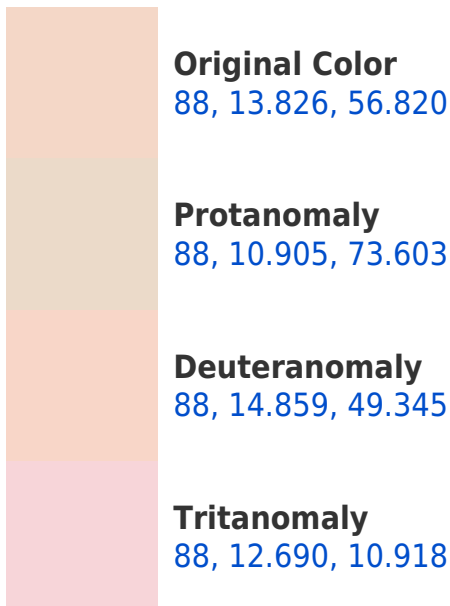 Original Color
88, 13.826, 56.820
Protanomaly
88, 10.905, 73.603
Deuteranomaly
88, 14.859, 49.345
Tritanomaly
88, 12.690, 10.918